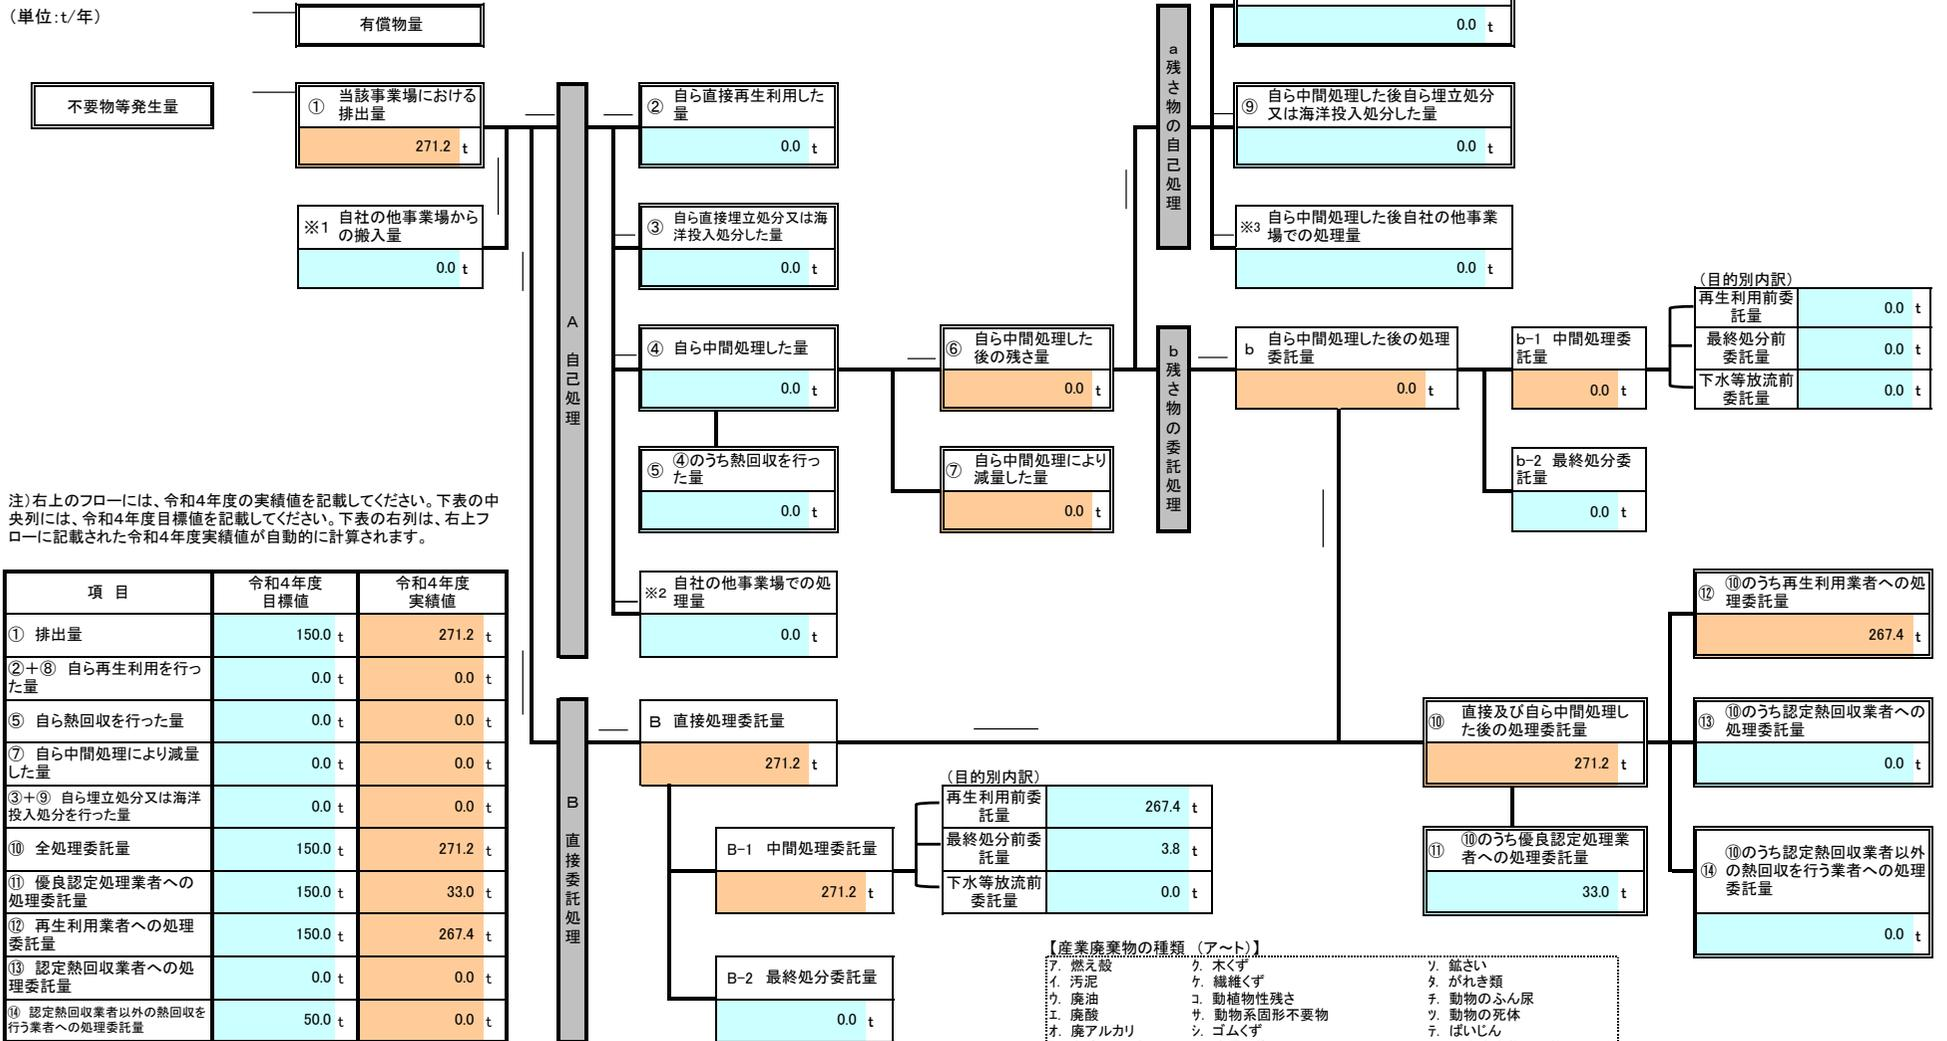 (単位:t/年)
有償物量
0.0 t
不要物等発生量
① 当該事業場における
排出量
271.2 t
※1 自社の他事業場から
の搬入量
0.0 t
A 自己処理
② 自ら直接再生利用した
量
0.0 t
③ 自ら直接埋立処分又は海
洋投入処分した量
0.0 t
④ 自ら中間処理した量
0.0 t
⑤ ④のうち熱回収を行っ
た量
0.0 t
※2 自社の他事業場での処
理量
0.0 t
⑥ 自ら中間処理した
後の残さ量
0.0 t
⑦ 自ら中間処理により
減量した量
0.0 t
a残さ物の自己処理
⑨ 自ら中間処理した後自ら埋立処分
又は海洋投入処分した量
0.0 t
※3 自ら中間処理した後自社の他事業
場での処理量
0.0 t
b残さ物の委託処理
b 自ら中間処理した後の処理
委託量
0.0 t
b-1 中間処理委
託量
0.0 t
(目的別内訳)
再生利用前委
託量
0.0 t
最終処分前
委託量
0.0 t
下水等放流前
委託量
0.0 t
b-2 最終処分委
託量
0.0 t
注)右上のフローには、令和4年度の実績値を記載してください。下表の中
央列には、令和4年度目標値を記載してください。下表の右列は、右上フ
ローに記載された令和4年度実績値が自動的に計算されます。
項 目
令和4年度
目標値
令和4年度
実績値
① 排出量
150.0 t
271.2 t
②+⑧ 自ら再生利用を行っ
た量
0.0 t
0.0 t
⑤ 自ら熱回収を行った量
0.0 t
0.0 t
⑦ 自ら中間処理により減量
した量
0.0 t
0.0 t
③+⑨ 自ら埋立処分又は海洋
投入処分を行った量
0.0 t
0.0 t
⑩ 全処理委託量
150.0 t
271.2 t
⑪ 優良認定処理業者への
処理委託量
150.0 t
33.0 t
⑫ 再生利用業者への処理
委託量
150.0 t
267.4 t
⑬ 認定熱回収業者への処
理委託量
0.0 t
0.0 t
⑭ 認定熱回収業者以外の熱回収を
行う業者への処理委託量
50.0 t
0.0 t
B 直接委託処理
B 直接処理委託量
271.2 t
B-1 中間処理委託量
271.2 t
(目的別内訳)
再生利用前委
託量
267.4 t
最終処分前委
託量
3.8 t
下水等放流前
委託量
0.0 t
B-2 最終処分委託量
0.0 t
⑩ 直接及び自ら中間処理し
た後の処理委託量
271.2 t
⑪ ⑩のうち優良認定処理業
者への処理委託量
33.0 t
⑫ ⑩のうち再生利用業者への処
理委託量
267.4 t
⑬ ⑩のうち認定熱回収業者への
処理委託量
0.0 t
⑭ ⑩のうち認定熱回収業者以外
の熱回収を行う業者への処理
委託量
0.0 t
【産業廃棄物の種類 (ア~ト)】
ア. 燃え殻 ク. 木くず ソ. 鉱さい
イ. 汚泥 ケ. 繊維くず タ. がれき類
ウ. 廃油 コ. 動植物性残さ チ. 動物のふん尿
エ. 廃酸 サ. 動物系固形不要物 ツ. 動物の死体
オ. 廃アルカリ シ. ゴムくず テ. ばいじん